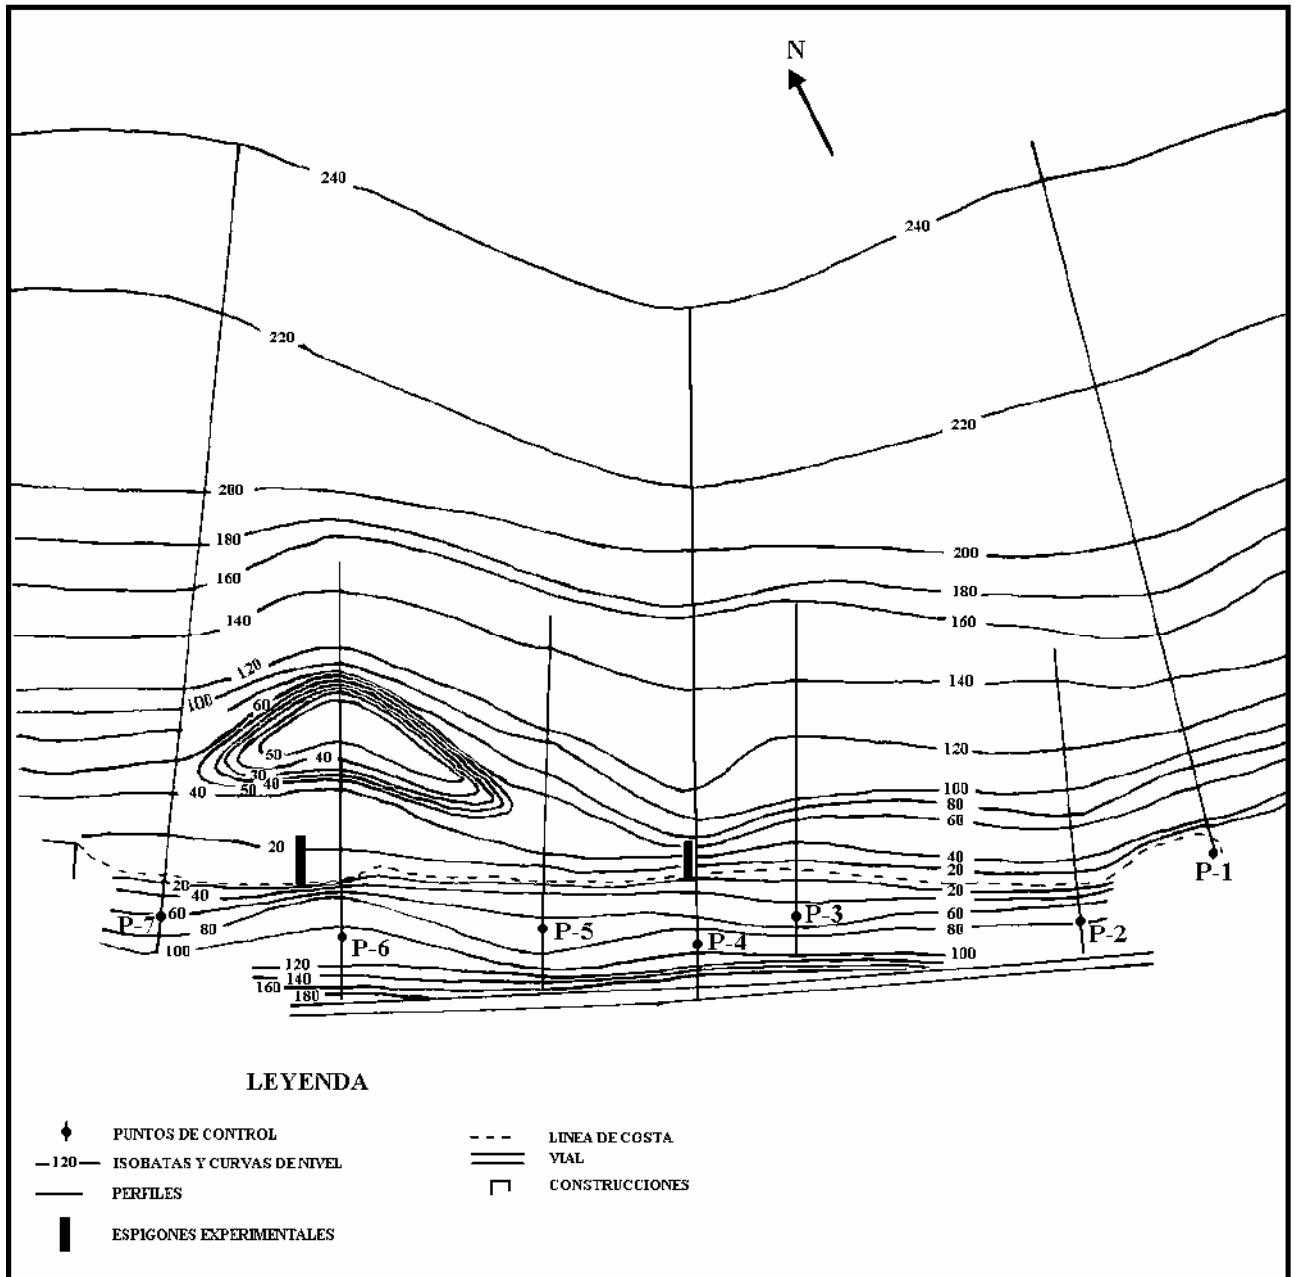 N
240
240
220
220
200
200
180
180
160
160
140
140
120
120
100
100
60
80
60
50
40
30
40
50
40
20
40
20
20
20
40
60
60
80
80
100
100
120
140
160
180
P-1
P-2
P-3
P-4
P-5
P-6
P-7
LEYENDA
PUNTOS DE CONTROL
120 ISOBATAS Y CURVAS DE NIVEL
PERFILES
ESPIGONES EXPERIMENTALES
LINEA DE COSTA
VIAL
CONSTRUCCIONES